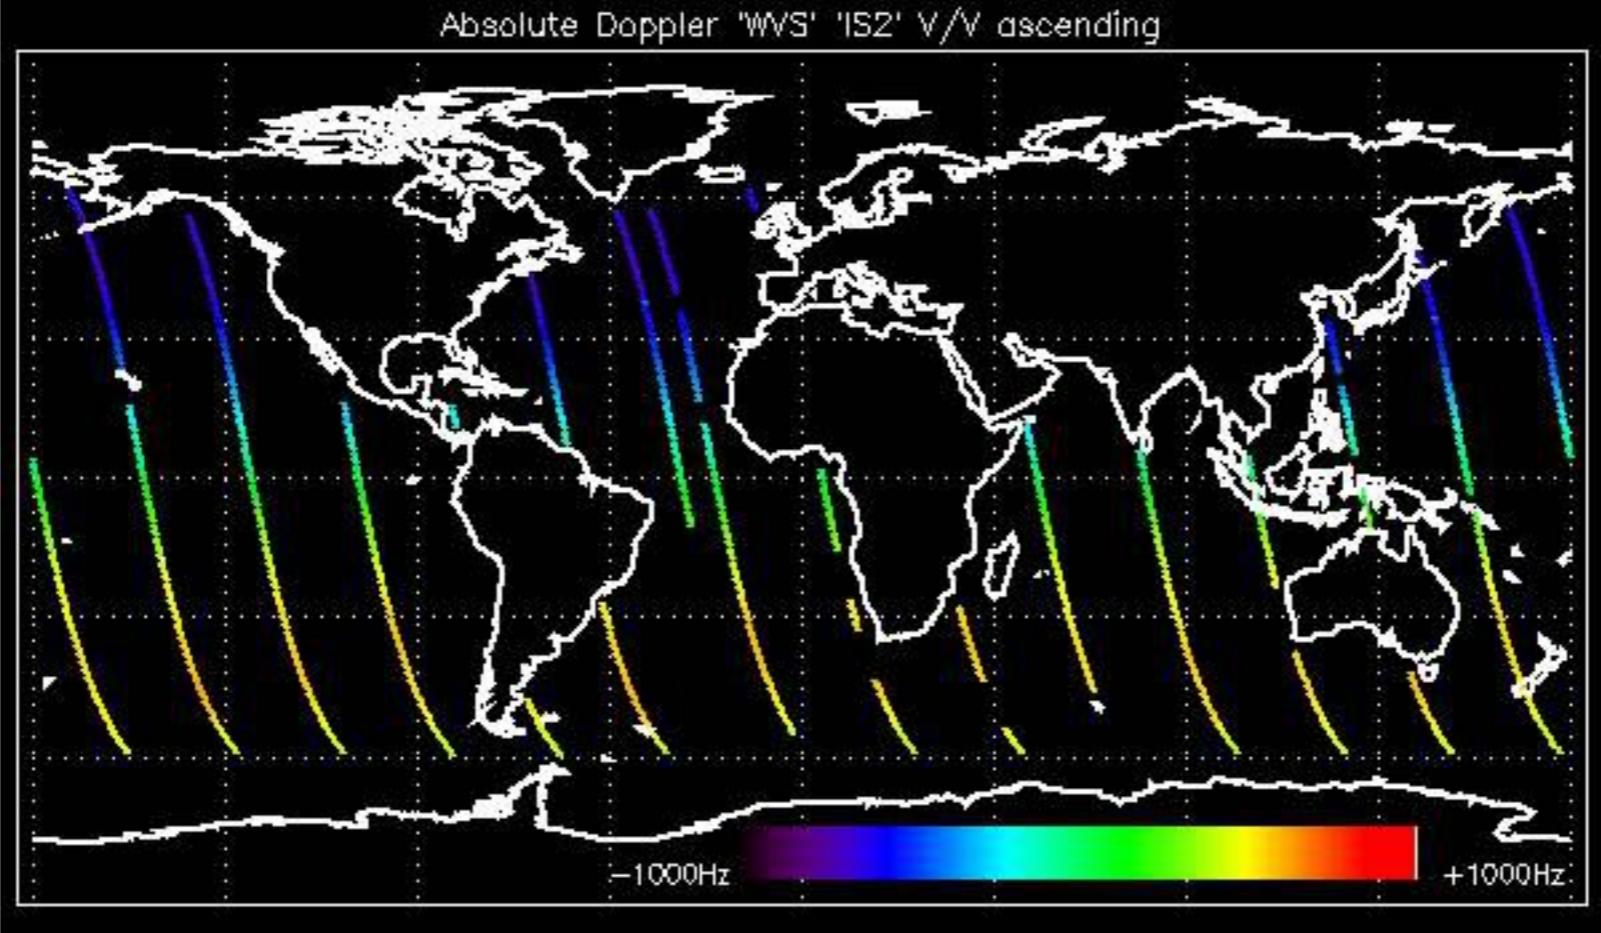 Absolute Doppler 'WVS' 'IS2' V/V ascending
-1000Hz +1000Hz